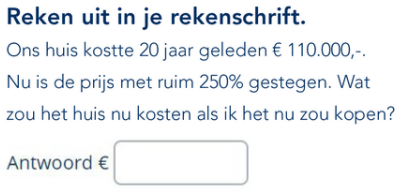 Reken uit in je rekenschrift.
Ons huis kostte 20 jaar geleden € 110.000,-.
Nu is de prijs met ruim 250% gestegen. Wat
zou het huis nu kosten als ik het nu zou kopen?
Antwoord €